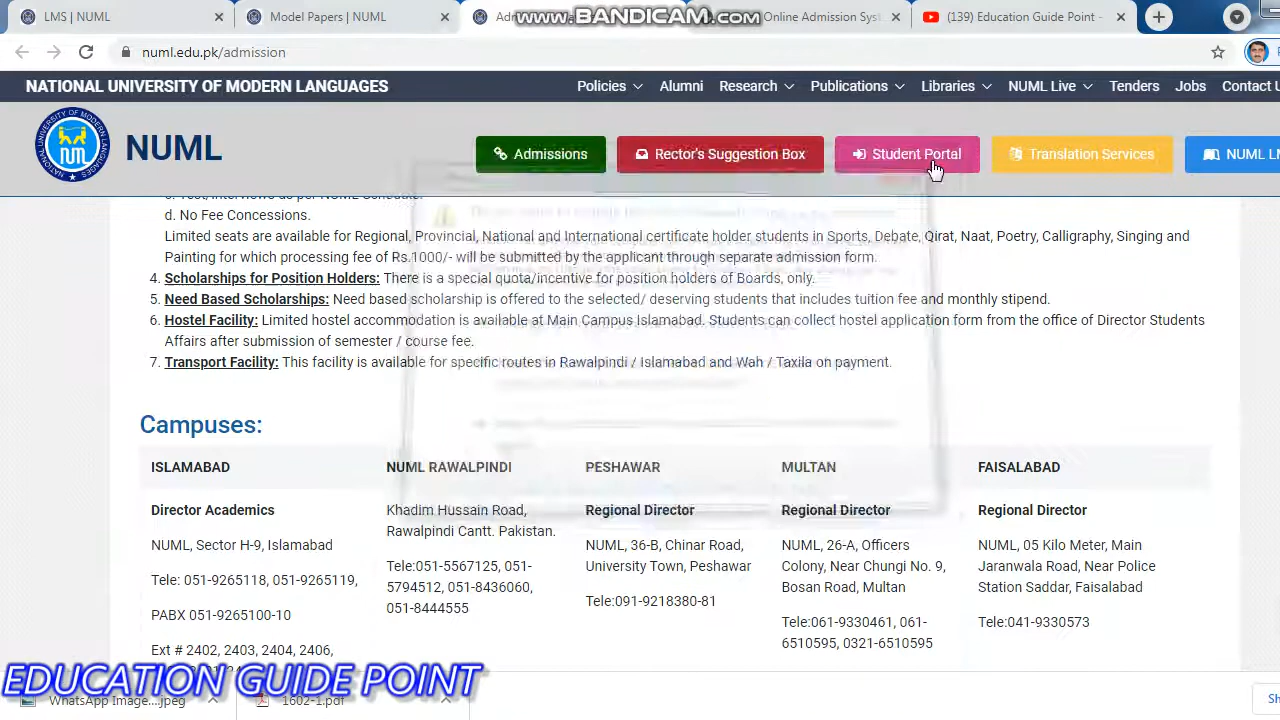 LMS | NUML
Model Papers | NUML
www.BANDICAM.com
Online Admission Sys
(139) Education Guide Point -
numl.edu.pk/admission
NATIONAL UNIVERSITY OF MODERN LANGUAGES
Policies
Alumni
Research
Publications
Libraries
NUML Live
Tenders
Jobs
Contact U
NUML
Admissions
Rector's Suggestion Box
Student Portal
Translation Services
NUML LM
d. No Fee Concessions.
Limited seats are available for Regional, Provincial, National and International certificate holder students in Sports, Debate, Qirat, Naat, Poetry, Calligraphy, Singing and
Painting for which processing fee of Rs.1000/- will be submitted by the applicant through separate admission form.
4. Scholarships for Position Holders: There is a special quota/incentive for position holders of Boards, only.
5. Need Based Scholarships: Need based scholarship is offered to the selected/ deserving students that includes tuition fee and monthly stipend.
6. Hostel Facility: Limited hostel accommodation is available at Main Campus Islamabad. Students can collect hostel application form from the office of Director Students
Affairs after submission of semester / course fee.
7. Transport Facility: This facility is available for specific routes in Rawalpindi / Islamabad and Wah / Taxila on payment.
Campuses:
ISLAMABAD
NUML RAWALPINDI
PESHAWAR
MULTAN
FAISALABAD
Director Academics
NUML, Sector H-9, Islamabad
Tele: 051-9265118, 051-9265119,
PABX 051-9265100-10
Ext # 2402, 2403, 2404, 2406,
Khadim Hussain Road,
Rawalpindi Cantt. Pakistan.
Tele:051-5567125, 051-
5794512, 051-8436060,
051-8444555
Regional Director
NUML, 36-B, Chinar Road,
University Town, Peshawar
Tele:091-9218380-81
Regional Director
NUML, 26-A, Officers
Colony, Near Chungi No. 9,
Bosan Road, Multan
Tele:061-9330461, 061-
6510595, 0321-6510595
Regional Director
NUML, 05 Kilo Meter, Main
Jaranwala Road, Near Police
Station Saddar, Faisalabad
Tele:041-9330573
EDUCATION GUIDE POINT
WhatsApp Image....jpeg
1602-1.pdf